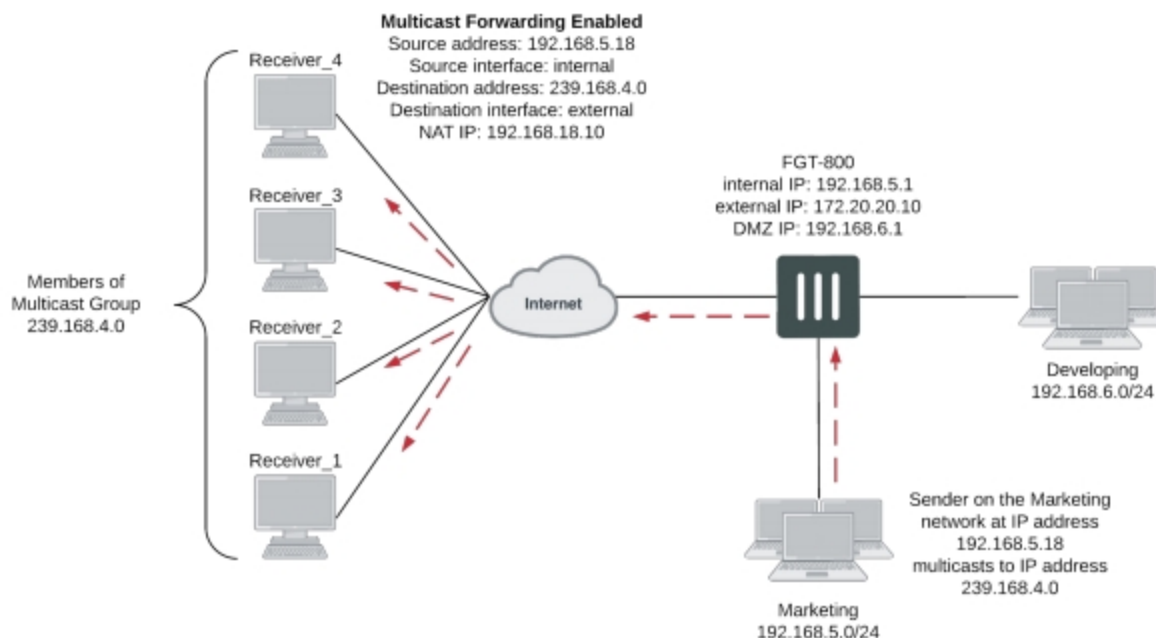 Multicast Forwarding Enabled
Source address: 192.168.5.18
Source interface: internal
Destination address: 239.168.4.0
Destination interface: external
NAT IP: 192.168.18.10
Receiver_4
Receiver_3
Receiver_2
Receiver_1
Members of
Multicast Group
239.168.4.0
Internet
FGT-800
internal IP: 192.168.5.1
external IP: 172.20.20.10
DMZ IP: 192.168.6.1
Developing
192.168.6.0/24
Sender on the Marketing
network at IP address
192.168.5.18
multicasts to IP address
239.168.4.0
Marketing
192.168.5.0/24